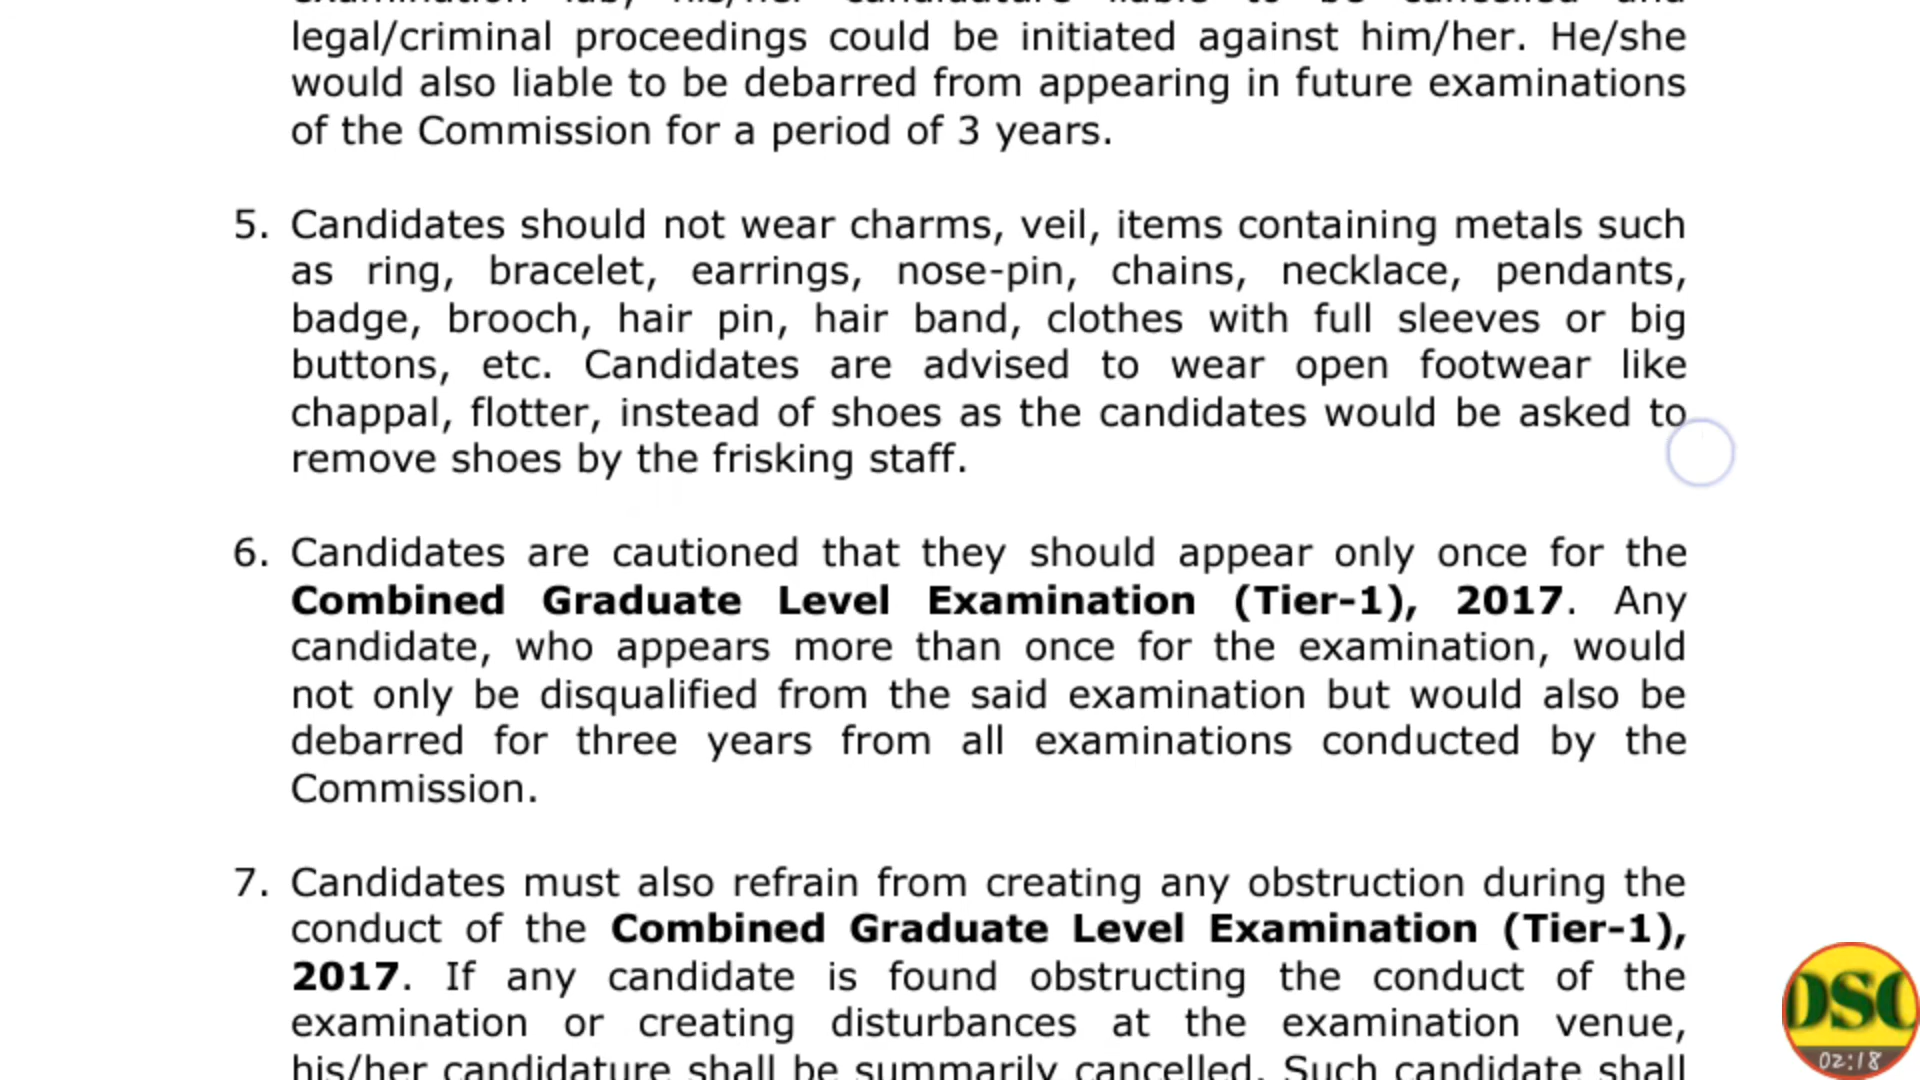 examination lab, his/her candidature liable to be cancelled and
legal/criminal proceedings could be initiated against him/her. He/she
would also liable to be debarred from appearing in future examinations
of the Commission for a period of 3 years.
5. Candidates should not wear charms, veil, items containing metals such
as ring, bracelet, earrings, nose-pin, chains, necklace, pendants,
badge, brooch, hair pin, hair band, clothes with full sleeves or big
buttons, etc. Candidates are advised to wear open footwear like
chappal, flotter, instead of shoes as the candidates would be asked to
remove shoes by the frisking staff.
6. Candidates are cautioned that they should appear only once for the
Combined Graduate Level Examination (Tier-1), 2017. Any
candidate, who appears more than once for the examination, would
not only be disqualified from the said examination but would also be
debarred for three years from all examinations conducted by the
Commission.
7. Candidates must also refrain from creating any obstruction during the
conduct of the Combined Graduate Level Examination (Tier-1),
2017. If any candidate is found obstructing the conduct of the
examination or creating disturbances at the examination venue,
his/her candidature shall be summarily cancelled. Such candidate shall
02:18